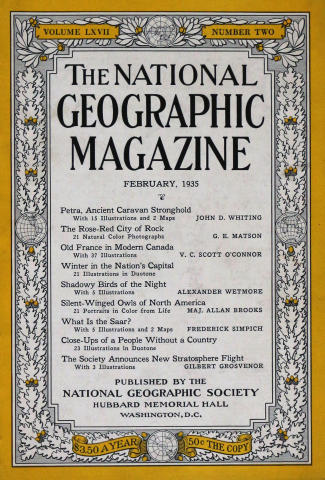 VOLUME LXVII
NUMBER TWO
THE NATIONAL
GEOGRAPHIC
MAGAZINE
FEBRUARY, 1935
Petra, Ancient Caravan Stronghold
With 15 Illustrations and 2 Maps JOHN D. WHITING
The Rose-Red City of Rock
21 Natural Color Photographs G. E. MATSON
Old France in Modern Canada
With 37 Illustrations V. C. SCOTT O'CONNOR
Winter in the Nation's Capital
21 Illustrations in Duotone
Shadowy Birds of the Night
With 5 Illustrations ALEXANDER WETMORE
Silent-Winged Owls of North America
21 Portraits in Color from Life MAJ. ALLAN BROOKS
What Is the Saar?
With 5 Illustrations and 2 Maps FREDERICK SIMPICH
Close-Ups of a People Without a Country
23 Illustrations in Duotone
The Society Announces New Stratosphere Flight
With 3 Illustrations GILBERT GROSVENOR
PUBLISHED BY THE
NATIONAL GEOGRAPHIC SOCIETY
HUBBARD MEMORIAL HALL
WASHINGTON, D.C.
$3.50 A YEAR
50¢ THE COPY